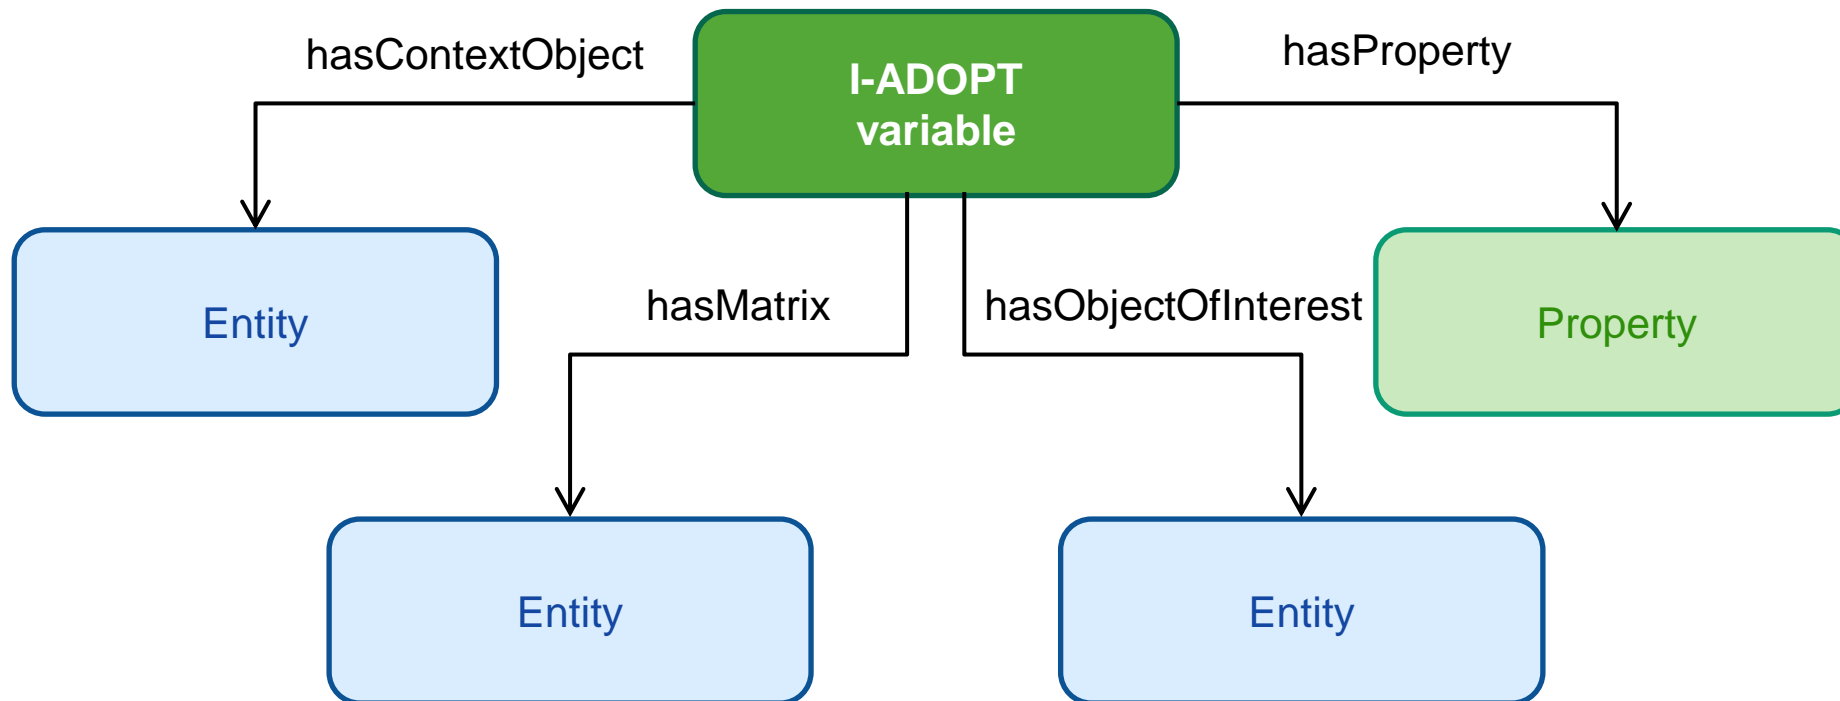 hasContextObject
I-ADOPT
variable
hasProperty
Entity
hasMatrix
hasObjectOfInterest
Property
Entity
Entity